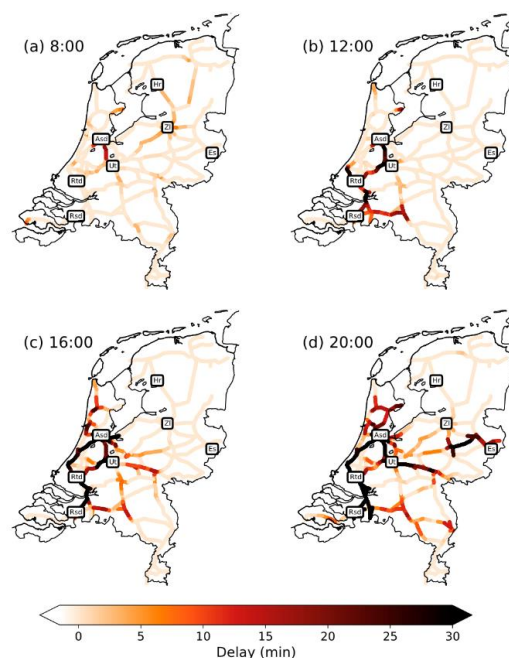 (a) 8:00
Hr
Asd
Zl
Ut
Es
Rtd
Rsd
(b) 12:00
Hr
Asd
Zl
Ut
Es
Rtd
Rsd
(c) 16:00
Hr
Asd
Zl
Ut
Es
Rtd
Rsd
(d) 20:00
Hr
Asd
Zl
Ut
Es
Rtd
Rsd
0 5 10 15 20 25 30
Delay (min)